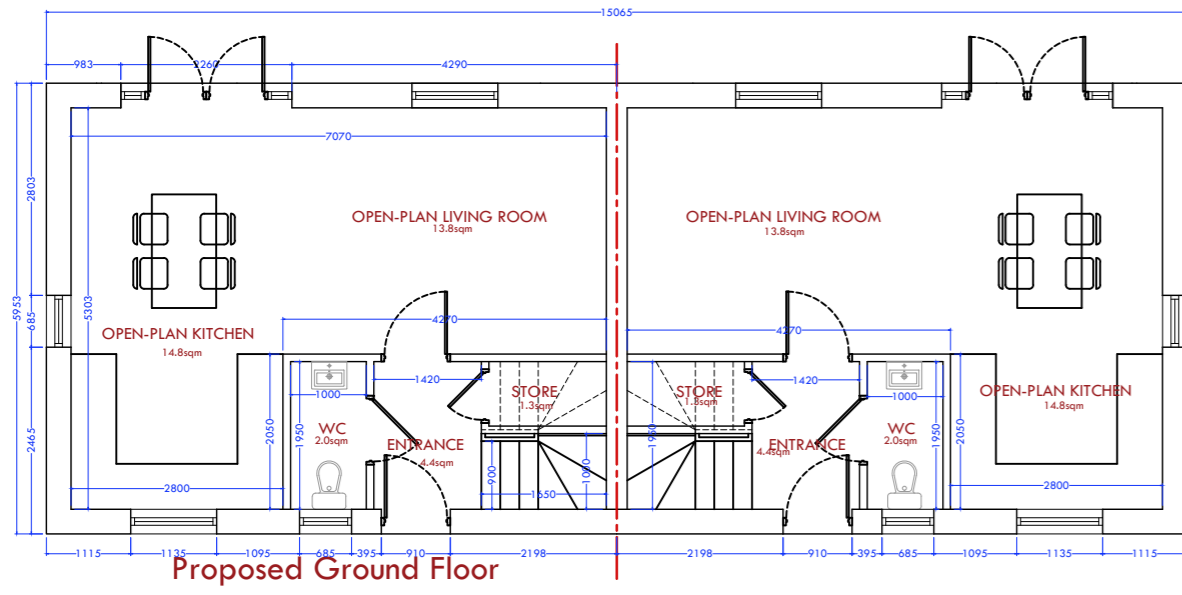 15065
983
2260
4290
7070
2803
5953
685
5303
2465
OPEN-PLAN LIVING ROOM
13.8sqm
OPEN-PLAN LIVING ROOM
13.8sqm
OPEN-PLAN KITCHEN
14.8sqm
4270
4270
1420
1420
1000
1000
STORE
1.3sqm
STORE
1.8sqm
OPEN-PLAN KITCHEN
14.8sqm
2050
1950
WC
2.0sqm
ENTRANCE
4.4sqm
900
1050
1950
ENTRANCE
4.4sqm
WC
2.0sqm
1950
2050
2800
1650
2800
1115
1135
1095
685
395
910
2198
2198
910
395
685
1095
1135
1115
Proposed Ground Floor